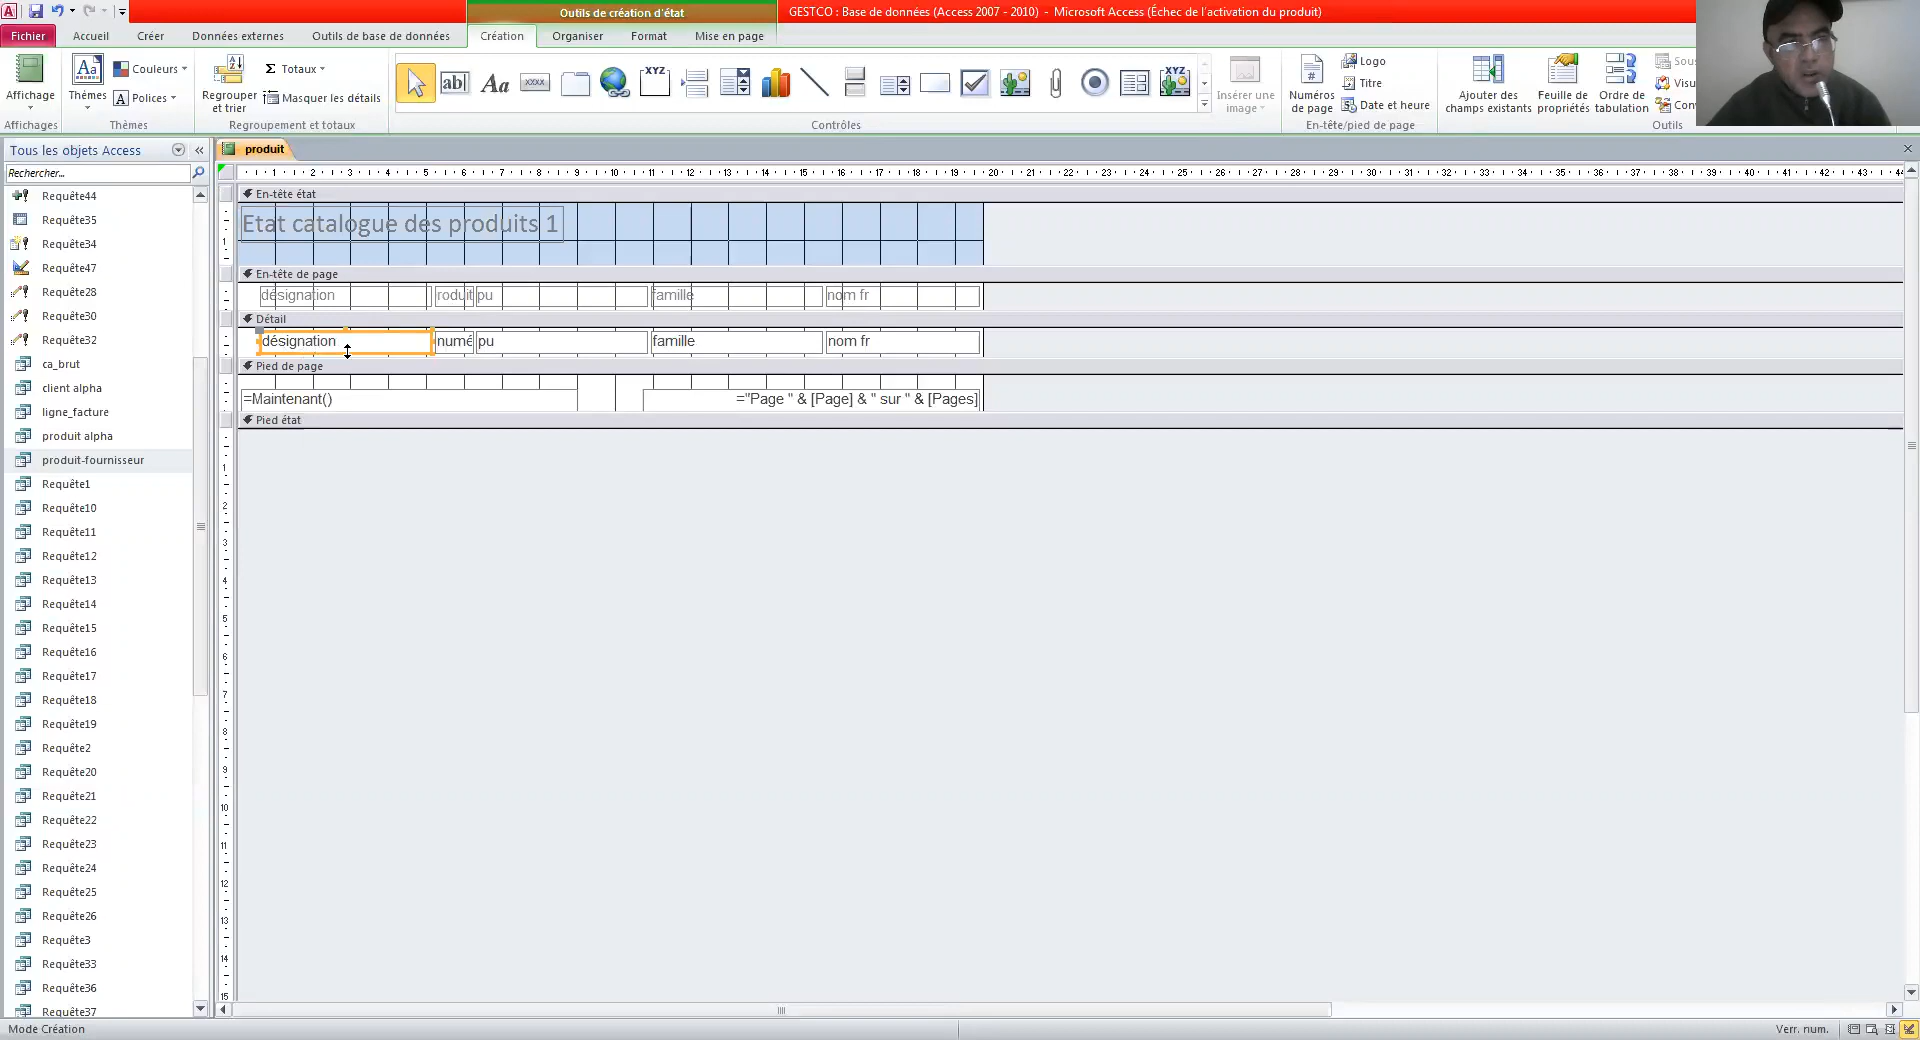 Outils de création d'état
GESTCO : Base de données (Access 2007 - 2010) - Microsoft Access (Échec de l'activation du produit)
Fichier Accueil Créer Données externes Outils de base de données Création Organiser Format Mise en page
Affichage
Affichages
Thèmes
Couleurs
Polices
Thèmes
Regrouper et trier
Totaux
Masquer les détails
Regroupement et totaux
Contrôles
Insérer une image
Numéros de page
Logo
Titre
Date et heure
En-tête/pied de page
Ajouter des champs existants
Feuille de propriétés
Ordre de tabulation
Outils
Tous les objets Access
Rechercher...
Requête44
Requête35
Requête34
Requête47
Requête28
Requête30
Requête32
ca_brut
client alpha
ligne_facture
produit alpha
produit-fournisseur
Requête1
Requête10
Requête11
Requête12
Requête13
Requête14
Requête15
Requête16
Requête17
Requête18
Requête19
Requête2
Requête20
Requête21
Requête22
Requête23
Requête24
Requête25
Requête26
Requête3
Requête33
Requête36
Requête37
produit
En-tête état
Etat catalogue des produits 1
En-tête de page
désignation roduit pu famille nom fr
Détail
désignation numé pu famille nom fr
Pied de page
=Maintenant() ="Page " & [Page] & " sur " & [Pages]
Pied état
Mode Création
Verr. num.